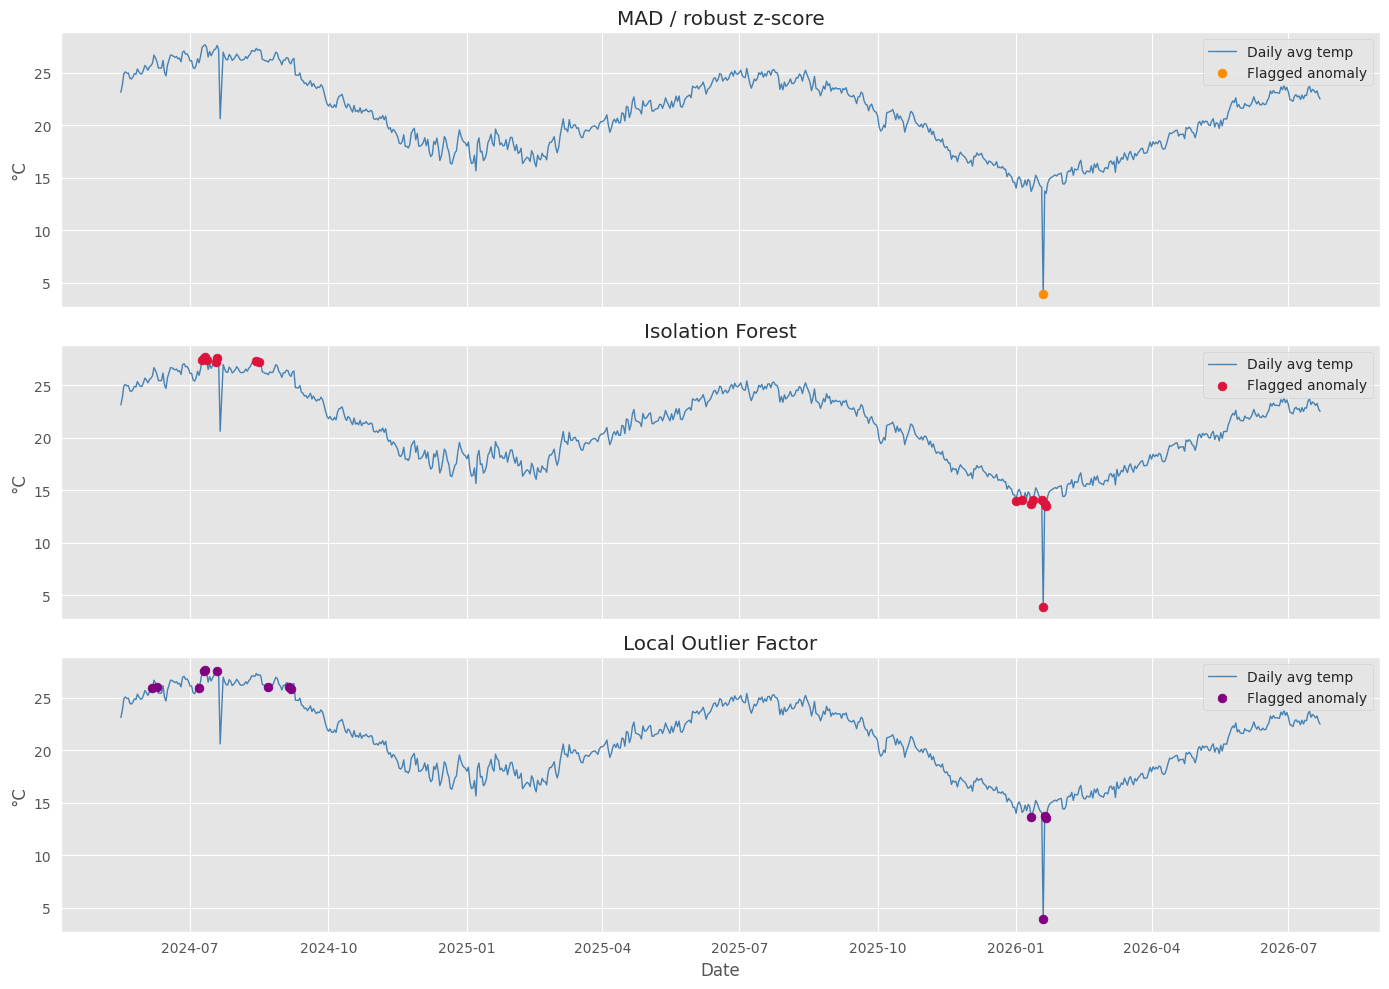 MAD / robust z-score
25
20
15
10
5
°C
Daily avg temp
Flagged anomaly
Isolation Forest
25
20
15
10
5
°C
Daily avg temp
Flagged anomaly
Local Outlier Factor
25
20
15
10
5
°C
Daily avg temp
Flagged anomaly
2024-07 2024-10 2025-01 2025-04 2025-07 2025-10 2026-01 2026-04 2026-07
Date